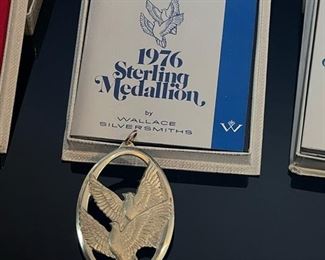 1976
Sterling
Medallion
by
WALLACE
SILVERSMITHS
W